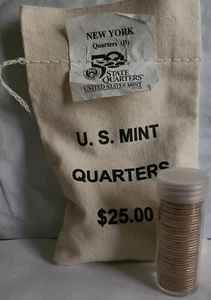 NEW YORK
Quarters (D)
50
STATE
QUARTERS
UNITED STATES MINT
U. S. MINT
QUARTERS
$25.00